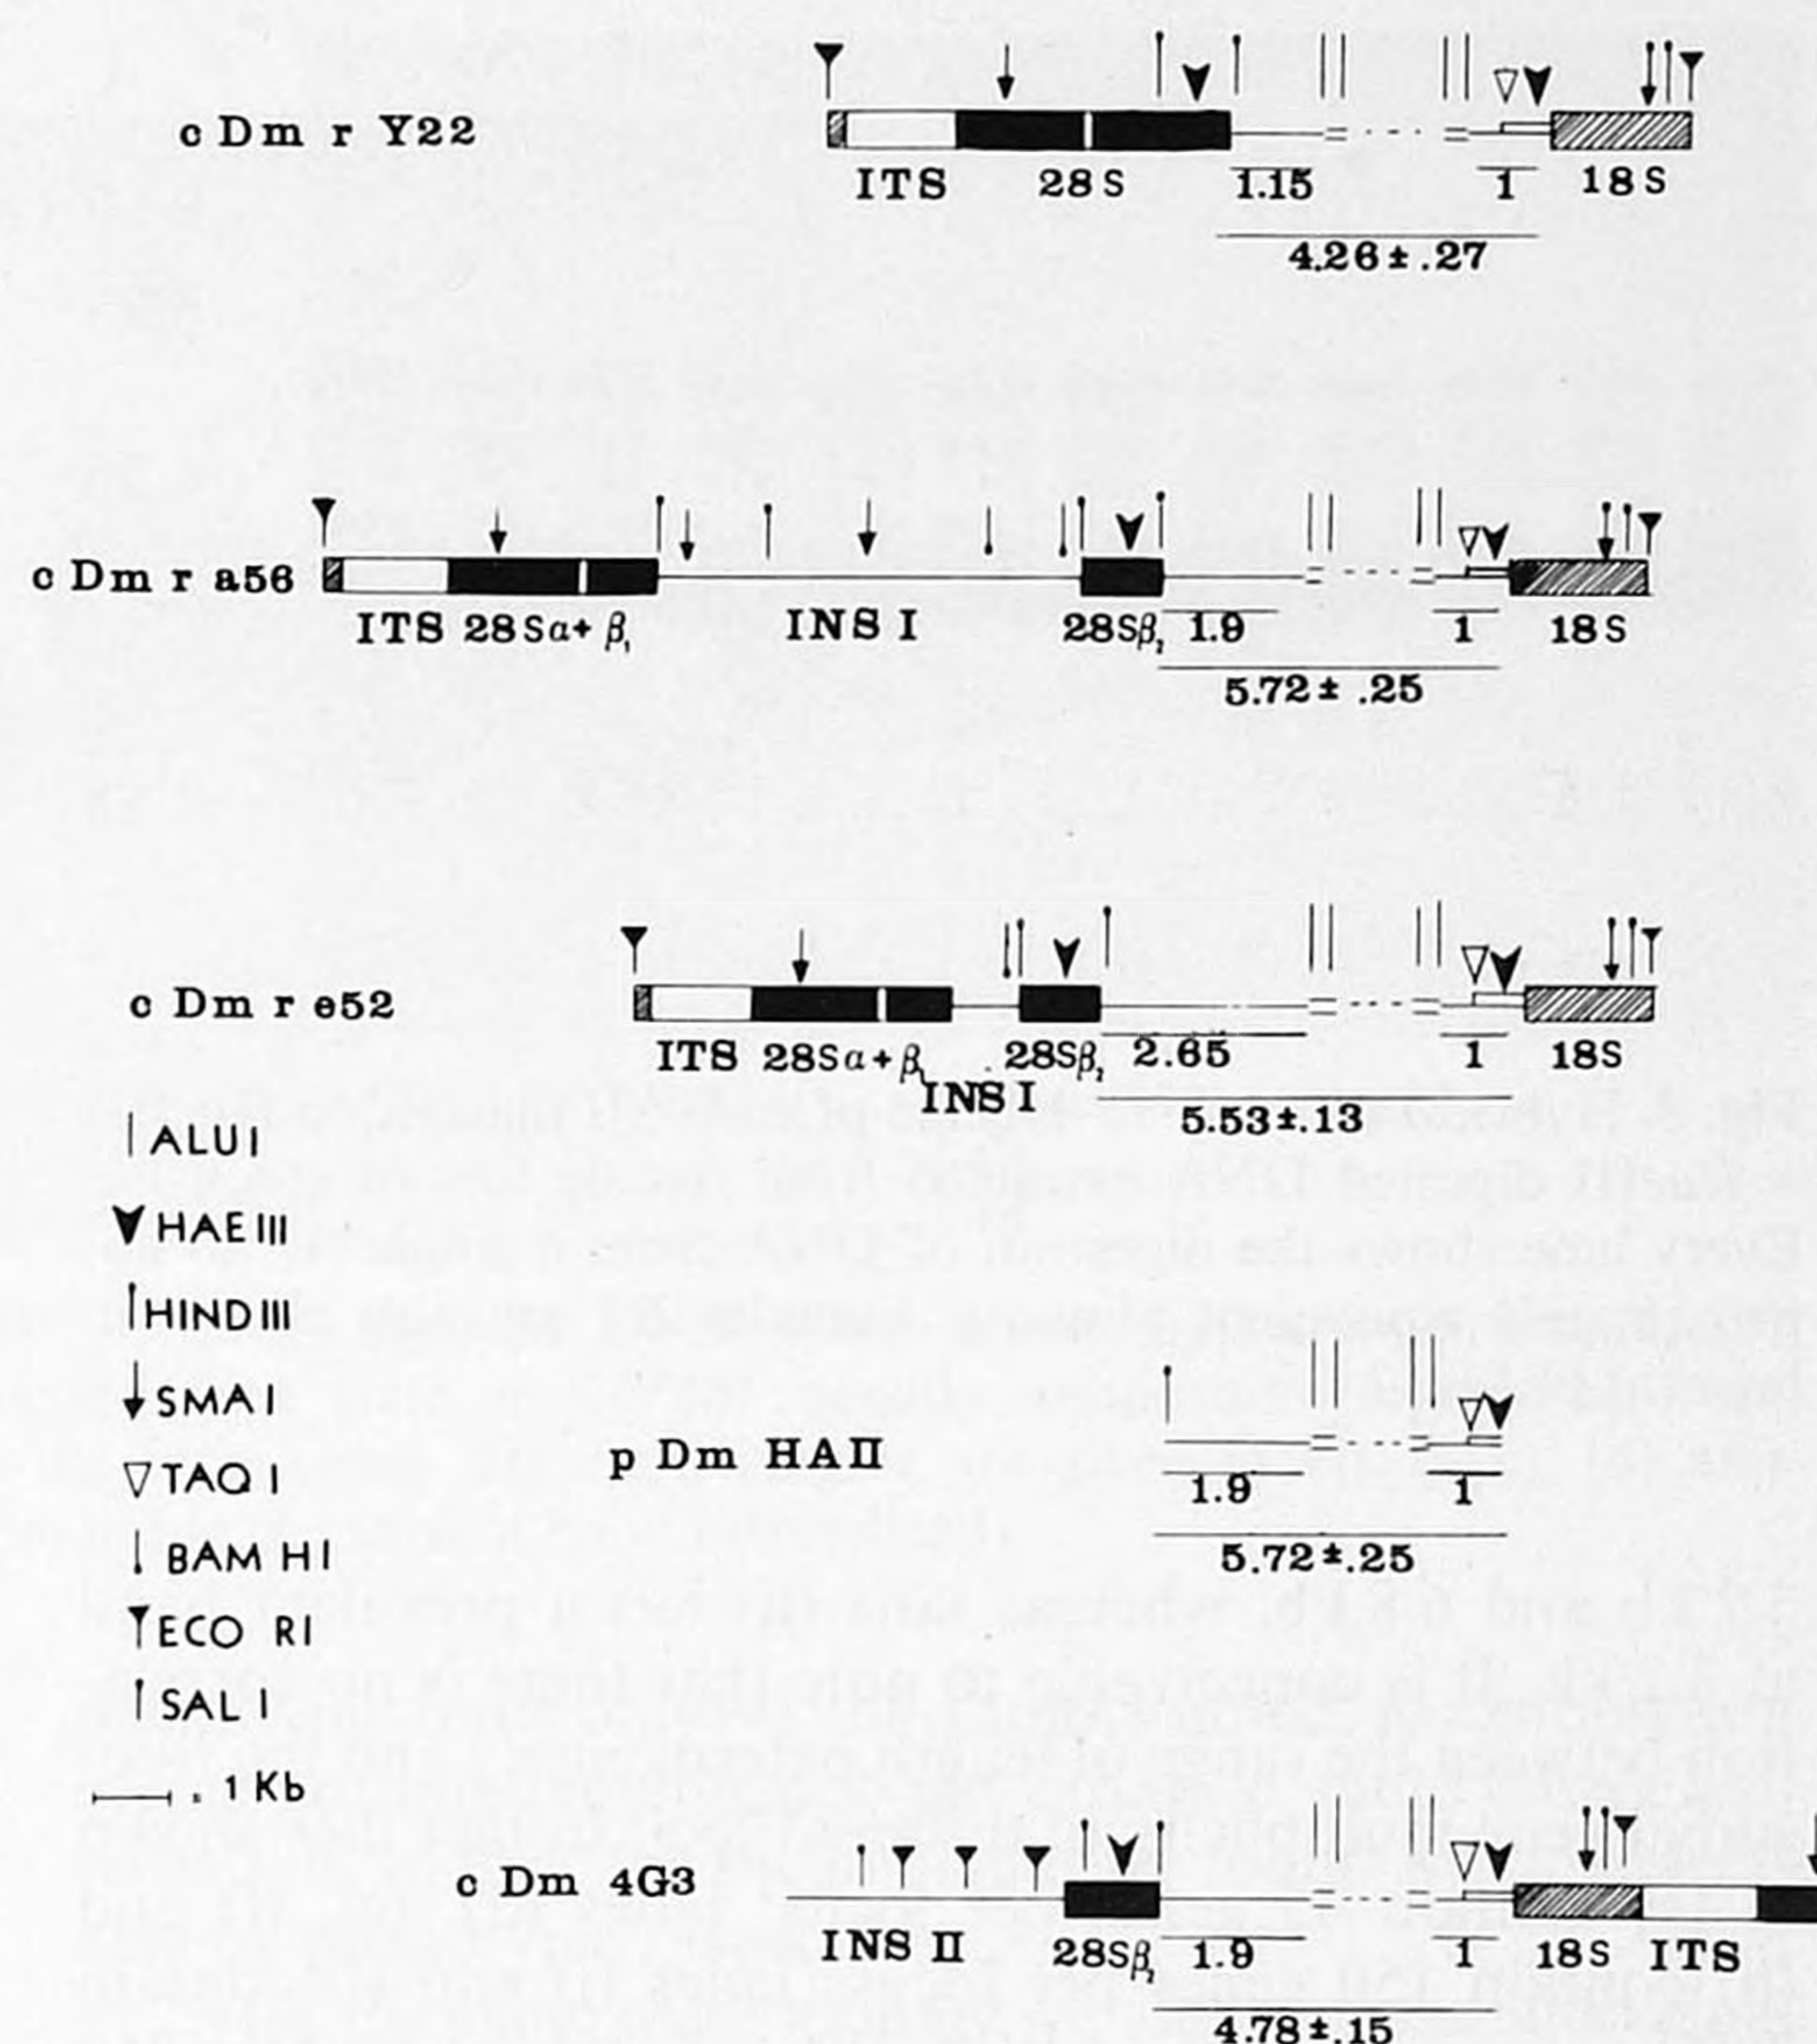 c Dm r Y22
ITS 28S 1.15 1 18S
4.26 ± .27
c Dm r a56
ITS 28Sα+β₁ INS I 28Sβ₂ 1.9 1 18S
5.72 ± .25
c Dm r e52
ITS 28Sα+β₁ INS I 28Sβ₂ 2.65 1 18S
5.53 ± .13
ALU I
HAE III
HIND III
SMA I
TAQ I
BAM HI
ECO RI
SAL I
1 Kb
p Dm HA II
1.9 1
5.72 ± .25
c Dm 4G3
INS II 28Sβ₂ 1.9 1 18S ITS
4.78 ± .15